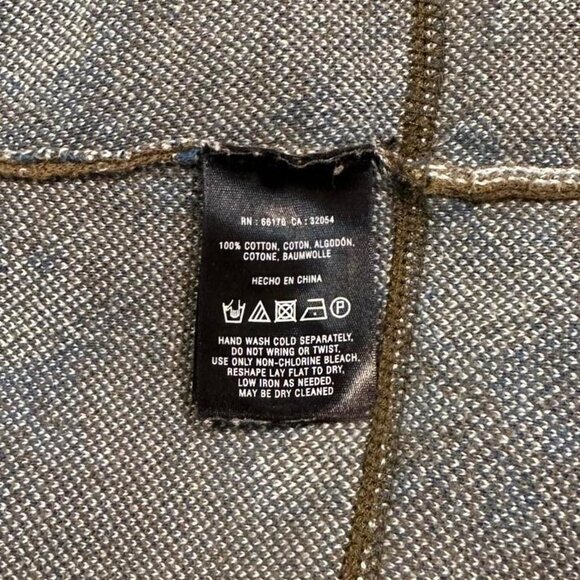 RN : 66176 CA : 32054
100% COTTON, COTON, ALGODÓN,
COTONE, BAUMWOLLE
HECHO EN CHINA
P
HAND WASH COLD SEPARATELY,
DO NOT WRING OR TWIST,
USE ONLY NON-CHLORINE BLEACH,
RESHAPE LAY FLAT TO DRY,
LOW IRON AS NEEDED,
MAY BE DRY CLEANED